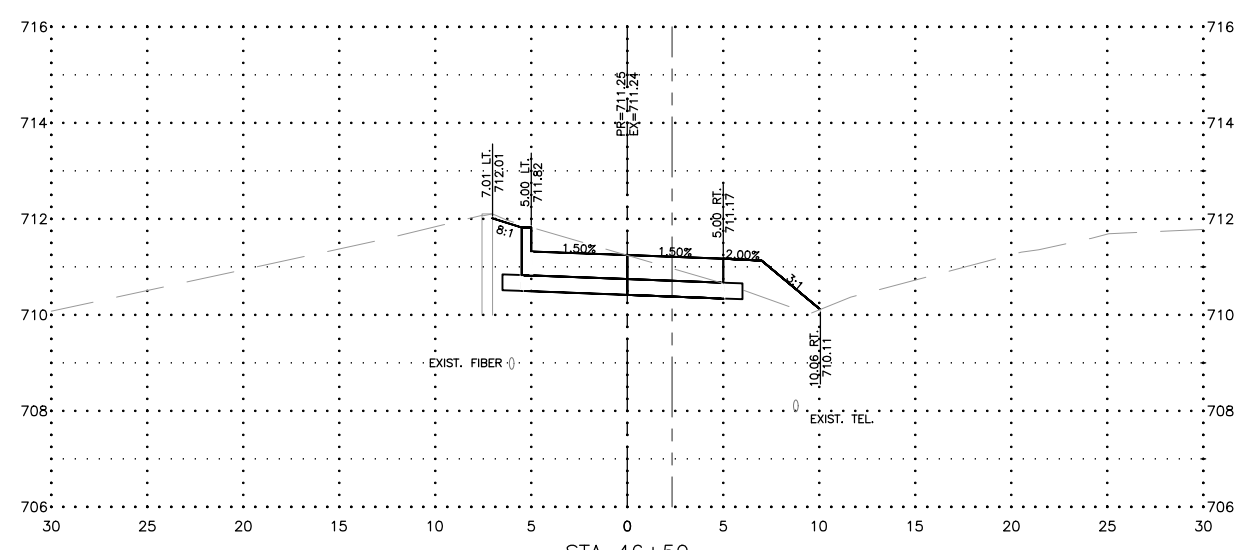 716 716
PR=711.25
EX=711.24
714 714
7.01 LT.
712.01
5.00 LT.
711.82
5.00 RT.
711.17
712 712
8:1
1.50% 1.50% 2.00%
3:1
710 710
10.06 RT.
710.11
EXIST. FIBER
708 708
EXIST. TEL.
706 706
30 25 20 15 10 5 0 5 10 15 20 25 30